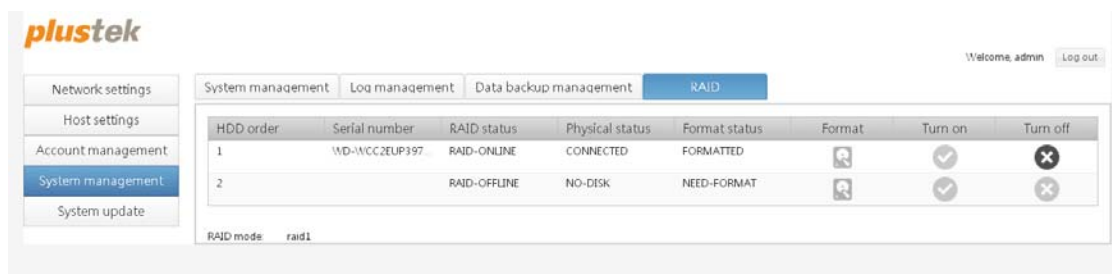 plustek
Welcome, admin Log out
Network settings
Host settings
Account management
System management
System update
System management Log management Data backup management RAID
HDD order Serial number RAID status Physical status Format status Format Turn on Turn off
1 WD-WCC2EUP397... RAID-ONLINE CONNECTED FORMATTED
2 RAID-OFFLINE NO-DISK NEED-FORMAT
RAID mode: raid1